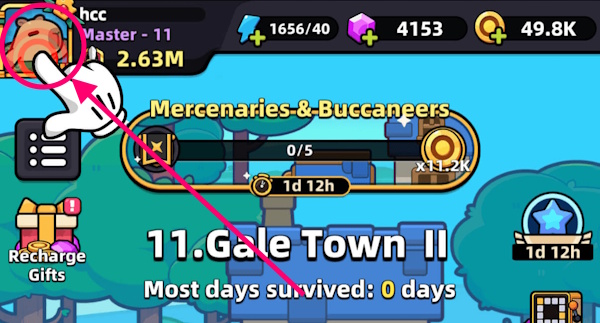 hcc
Master - 11
2.63M
1656/40
4153
49.8K
Mercenaries & Buccaneers
0/5
x11.2K
1d 12h
Recharge
Gifts
!
11.Gale Town II
Most days survived: 0 days
1d 12h